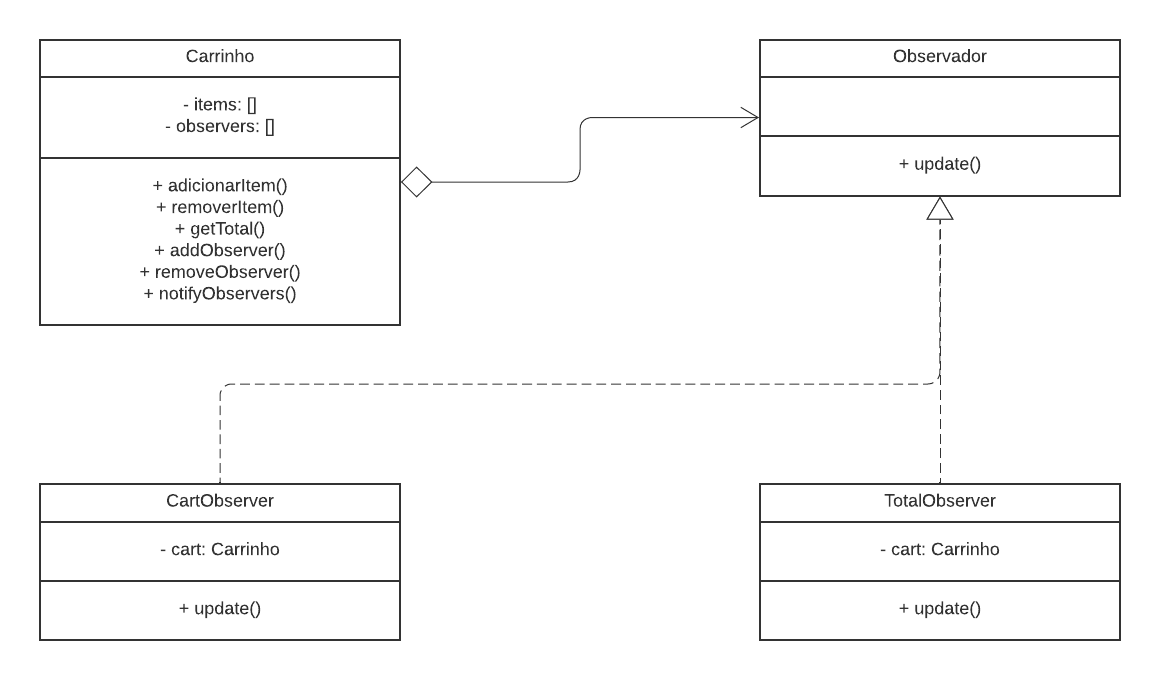 Carrinho
- items: []
- observers: []
+ adicionarItem()
+ removerItem()
+ getTotal()
+ addObserver()
+ removeObserver()
+ notifyObservers()
Observador
+ update()
CartObserver
- cart: Carrinho
+ update()
TotalObserver
- cart: Carrinho
+ update()